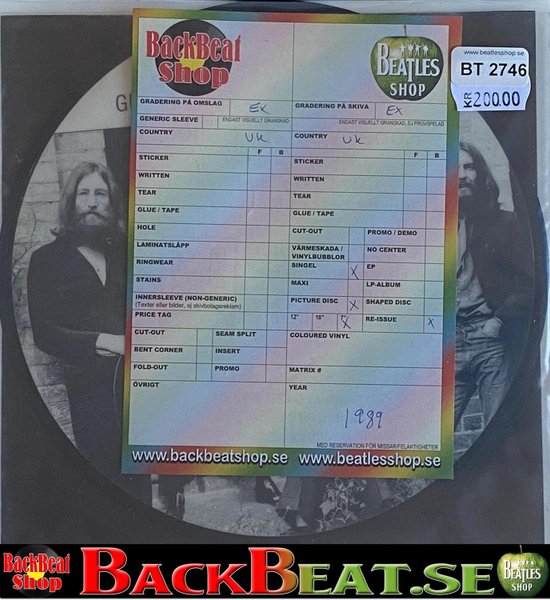 BackBeat
Shop
BEATLES
SHOP
www.beatlesshop.se
BT 2746
KR 200.00
GRADERING PÅ OMSLAG Ex
GRADERING PÅ SKIVA Ex
GENERIC SLEEVE ENDAST VISUELLT GRANSKAD
ENDAST VISUELLT GRANSKAD, EJ PROVSPELAD
COUNTRY UK
COUNTRY UK
F B
F B
STICKER
STICKER
WRITTEN
WRITTEN
TEAR
TEAR
GLUE / TAPE
GLUE / TAPE
HOLE
CUT-OUT PROMO / DEMO
LAMINATSLÄPP
VÄRMESKADA / VINYLBUBBLOR NO CENTER
RINGWEAR
SINGEL X EP
STAINS
MAXI LP-ALBUM
INNERSLEEVE (NON-GENERIC)
(Texter eller bilder, ej skivbolagsreklam)
PICTURE DISC X SHAPED DISC
PRICE TAG
12" 10" 7" X RE-ISSUE X
CUT-OUT SEAM SPLIT
COLOURED VINYL
BENT CORNER INSERT
FOLD-OUT PROMO
MATRIX #
ÖVRIGT
YEAR
1989
MED RESERVATION FÖR MISSAR/FELAKTIGHETER
www.backbeatshop.se www.beatlesshop.se
BackBeat
Shop
BACKBEAT.SE
BEATLES
SHOP